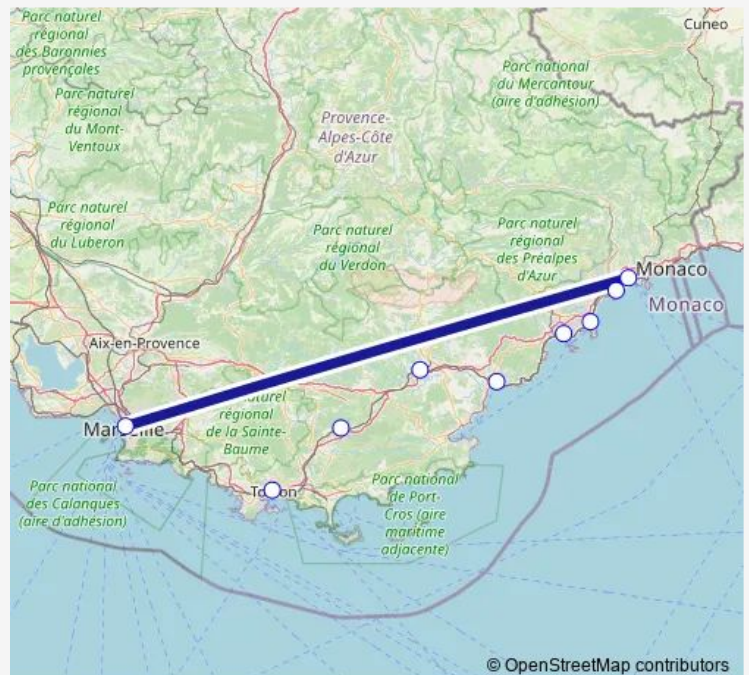 Parc naturel
régional
des Baronnies
provençales
Cuneo
Parc national
du Mercantour
(aire d'adhésion)
Parc naturel
régional
du Mont-
Ventoux
Provence-
Alpes-Côte
d'Azur
Parc naturel
régional
du Luberon
Parc naturel
régional
du Verdon
Parc naturel
régional
des Préalpes
d'Azur
Monaco
Monaco
Aix-en-Provence
régional
de la Sainte-
Baume
Parc national
des Calanques
(aire d'adhésion)
Parc national
de Port-
Cros (aire
maritime
adjacente)
© OpenStreetMap contributors